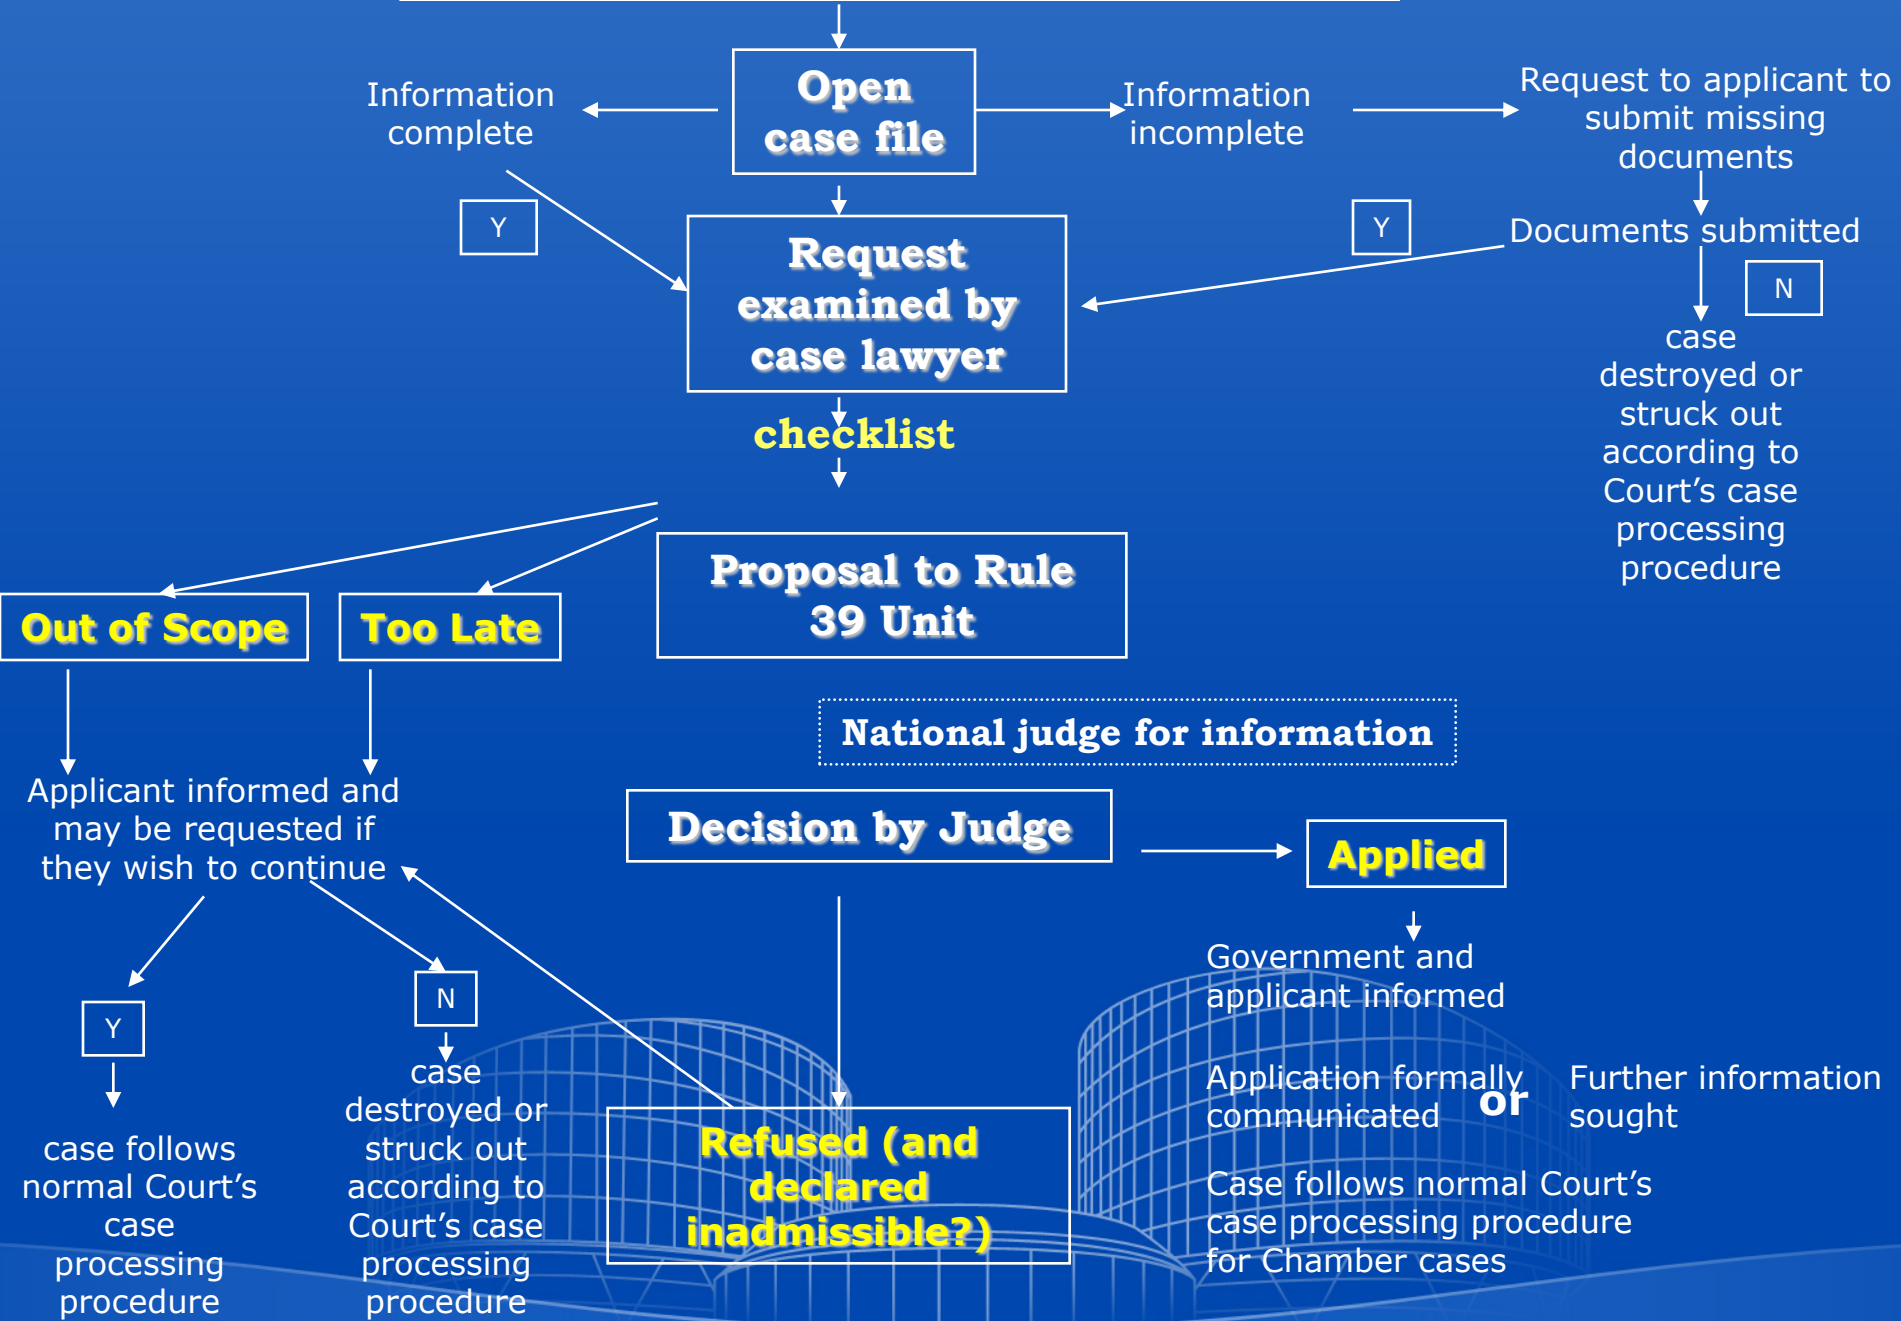 Open
case file
Information
complete
Information
incomplete
Request to applicant to
submit missing
documents
Y
Request
examined by
case lawyer
Y
Documents submitted
N
case
destroyed or
struck out
according to
Court’s case
processing
procedure
checklist
Proposal to Rule
39 Unit
Out of Scope
Too Late
National judge for information
Applicant informed and
may be requested if
they wish to continue
Decision by Judge
Applied
Government and
applicant informed
Y
N
case follows
normal Court’s
case
processing
procedure
case
destroyed or
struck out
according to
Court’s case
processing
procedure
Refused (and
declared
inadmissible?)
Application formally
communicated
or
Further information
sought
Case follows normal Court’s
case processing procedure
for Chamber cases